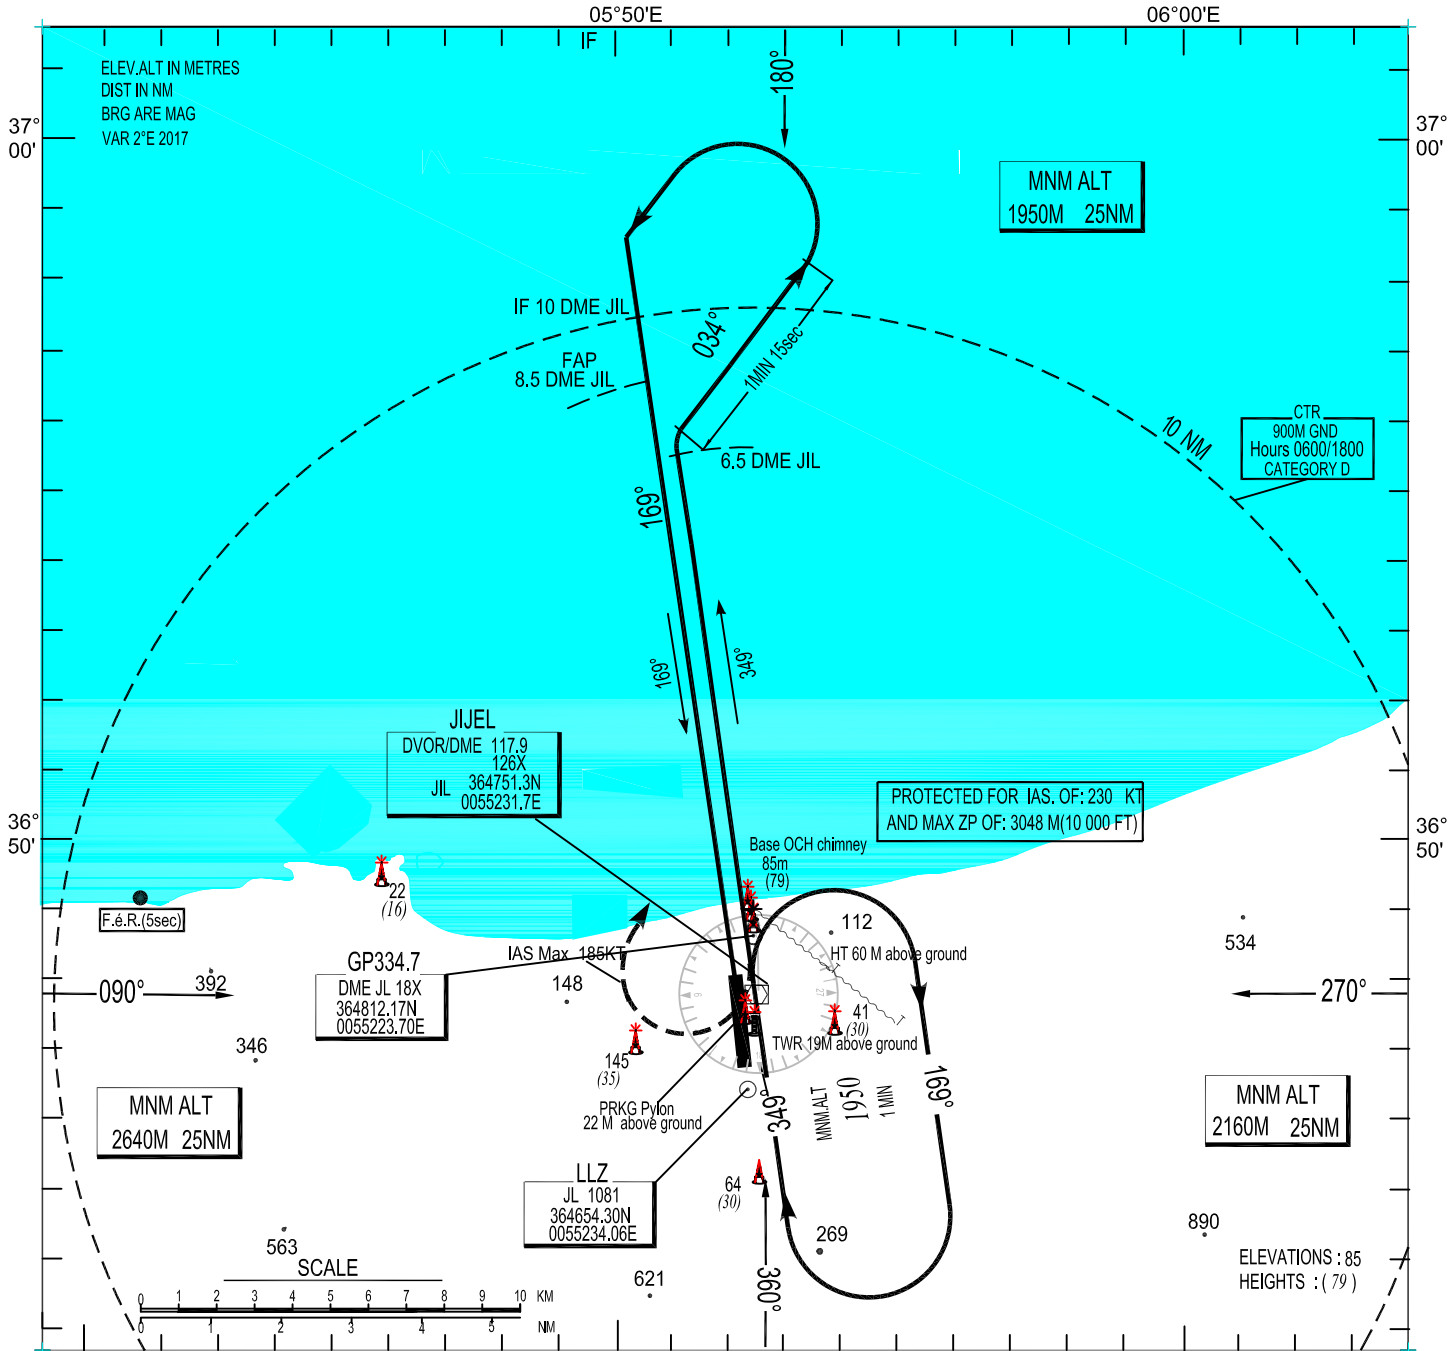 05°50'E
06°00'E
IF
ELEV.ALT IN METRES
DIST IN NM
BRG ARE MAG
VAR 2°E 2017
180°
37°
00'
37°
00'
MNM ALT
1950M 25NM
IF 10 DME JIL
034°
1MIN 15sec
FAP
8.5 DME JIL
6.5 DME JIL
10 NM
CTR
900M GND
Hours 0600/1800
CATEGORY D
169°
169°
349°
JIJEL
DVOR/DME 117.9
126X
JIL 364751.3N
0055231.7E
PROTECTED FOR IAS. OF: 230 KT
AND MAX ZP OF: 3048 M(10 000 FT)
36°
50'
36°
50'
Base OCH chimney
85m
(79)
22
(16)
F.é.R.(5sec)
112
534
IAS Max 185KT
HT 60 M above ground
GP334.7
DME JL 18X
364812.17N
0055223.70E
392
148
090°
270°
6
27
41
(30)
TWR 19M above ground
346
145
(35)
PRKG Pylon
22 M above ground
349°
MNM.ALT
1950
1 MIN
169°
MNM ALT
2640M 25NM
MNM ALT
2160M 25NM
LLZ
JL 1081
364654.30N
0055234.06E
64
(30)
269
890
563
621
360°
ELEVATIONS : 85
HEIGHTS : ( 79 )
SCALE
0 1 2 3 4 5 6 7 8 9 10 KM
0 1 2 3 4 5 NM